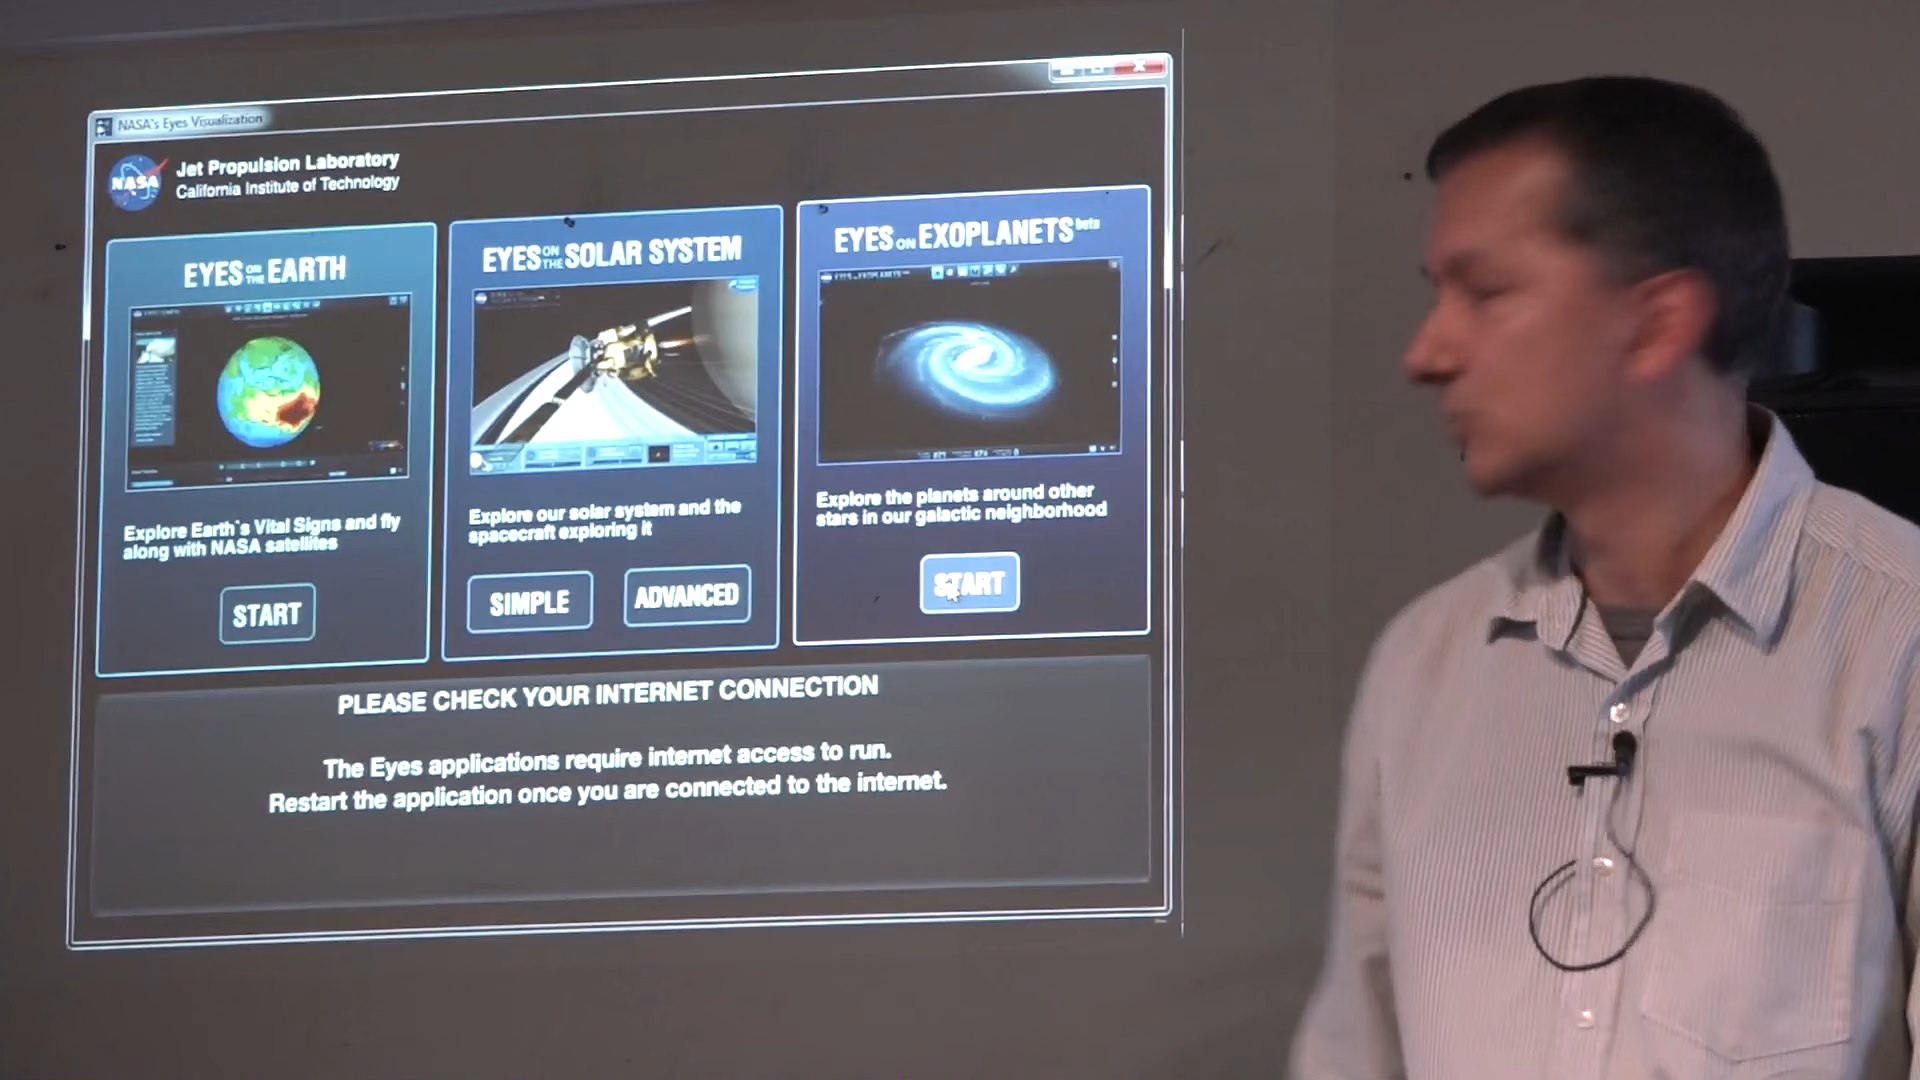 NASA's Eyes Visualization
NASA
Jet Propulsion Laboratory
California Institute of Technology
EYES ON THE EARTH
Explore Earth`s Vital Signs and fly
along with NASA satellites
START
EYES ON THE SOLAR SYSTEM
Explore our solar system and the
spacecraft exploring it
SIMPLE
ADVANCED
EYES ON EXOPLANETS beta
Explore the planets around other
stars in our galactic neighborhood
START
PLEASE CHECK YOUR INTERNET CONNECTION
The Eyes applications require internet access to run.
Restart the application once you are connected to the internet.